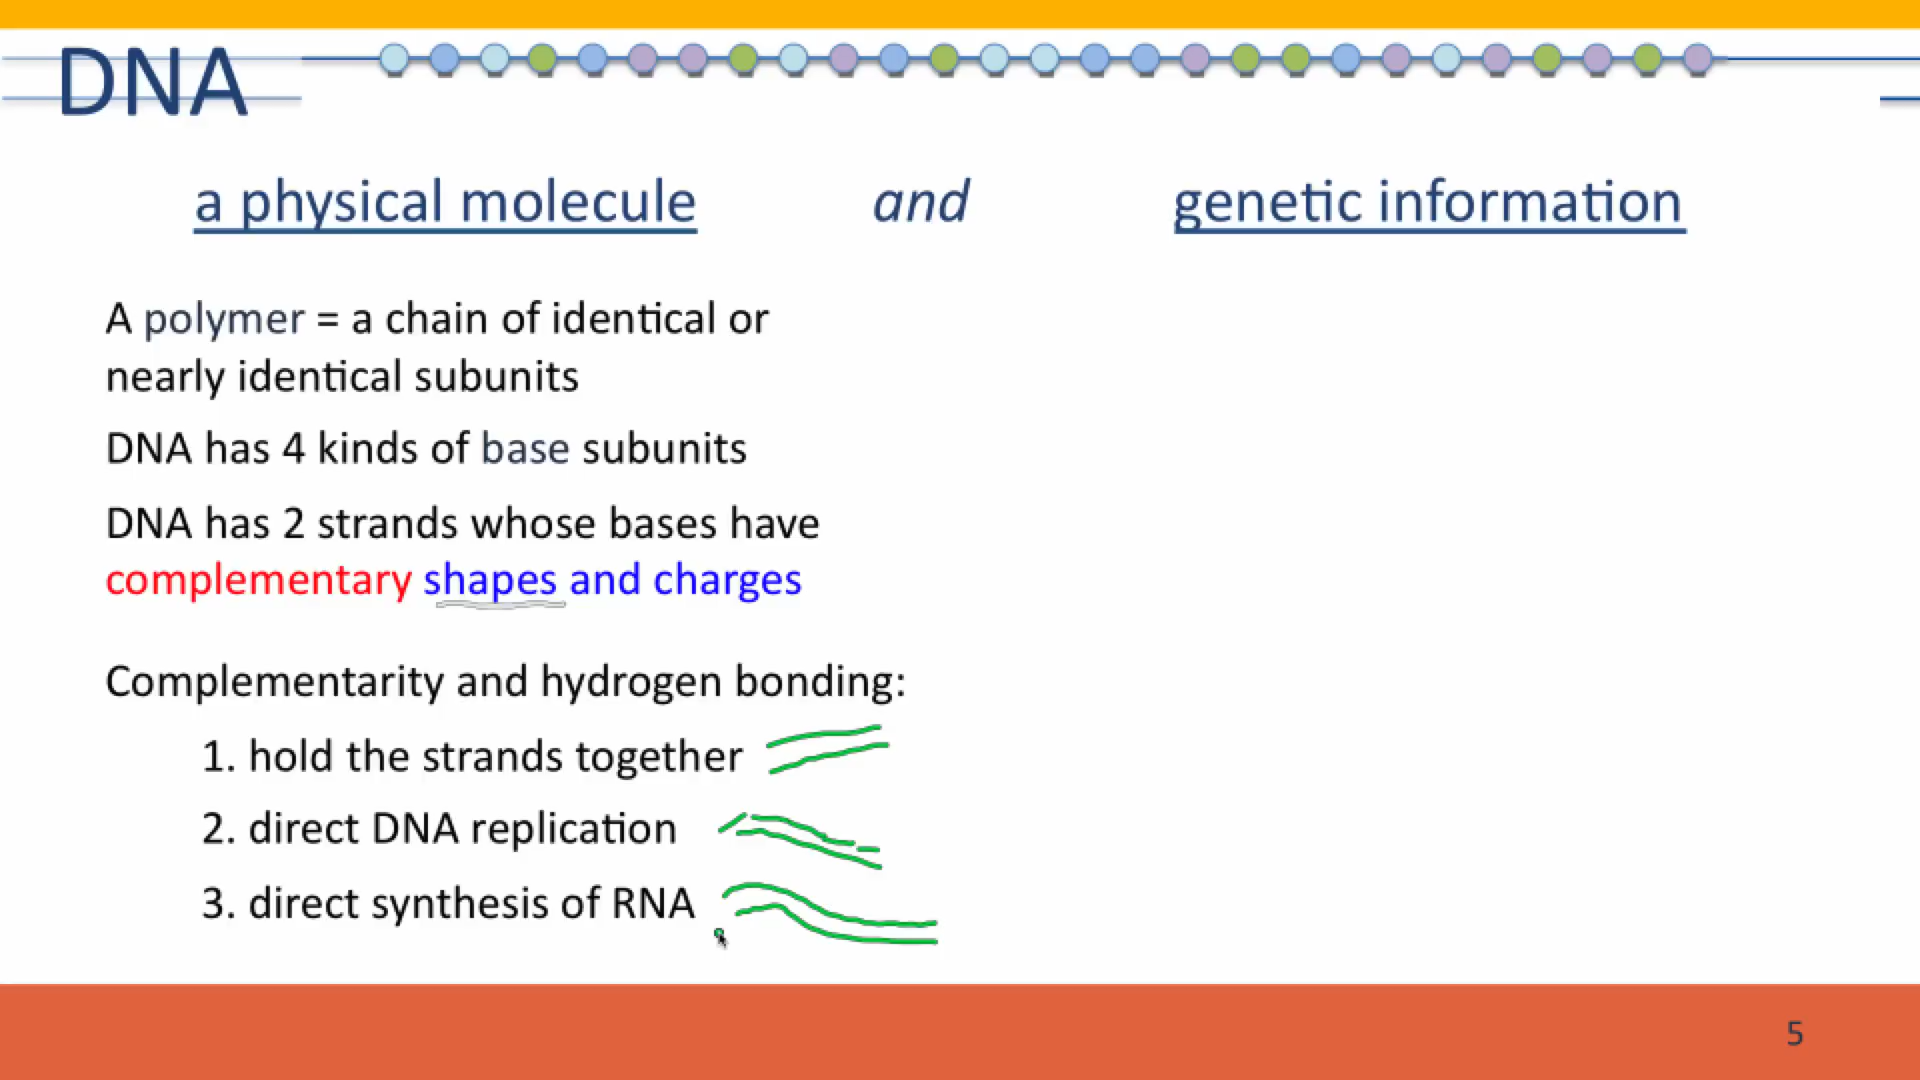 DNA
a physical molecule and genetic information
A polymer = a chain of identical or
nearly identical subunits
DNA has 4 kinds of base subunits
DNA has 2 strands whose bases have
complementary shapes and charges
Complementarity and hydrogen bonding:
1. hold the strands together
2. direct DNA replication
3. direct synthesis of RNA
5